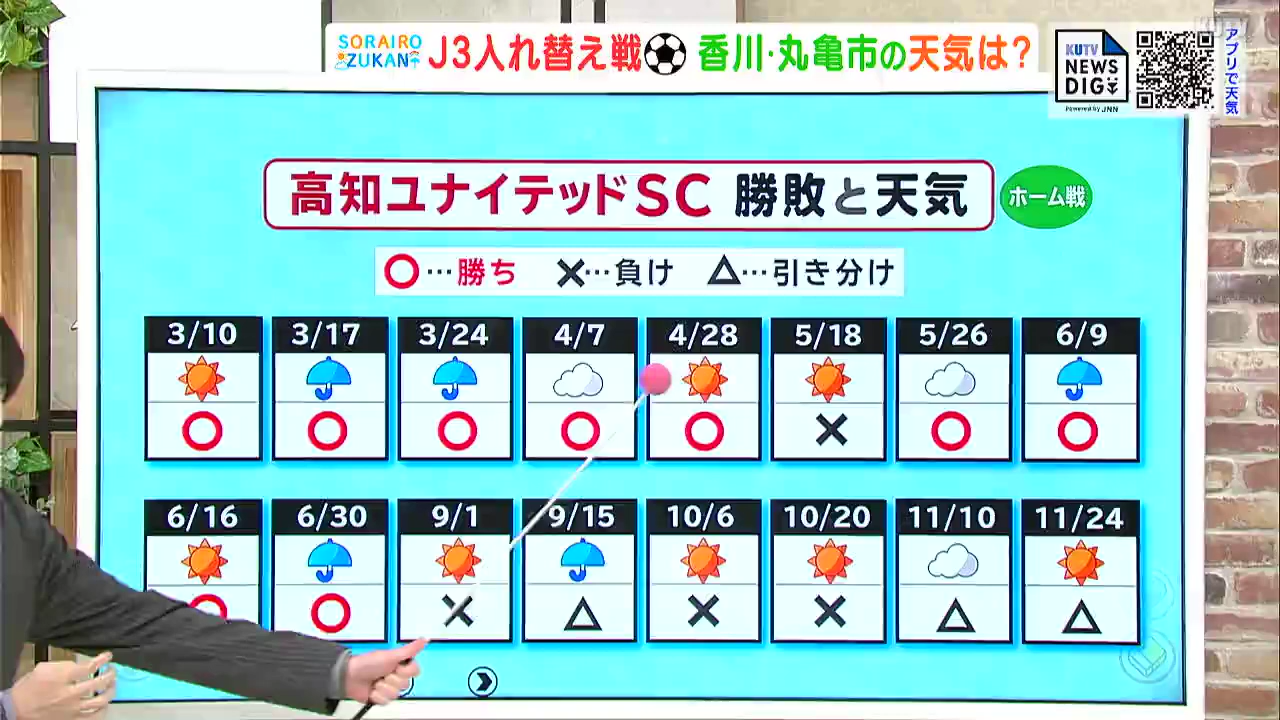 SORAIRO
ZUKAN
J3入れ替え戦 香川・丸亀市の天気は？
KUTV
NEWS
DIG
Powered by JNN
アプリで天気
高知ユナイテッドSC 勝敗と天気
ホーム戦
○…勝ち ×…負け △…引き分け
3/10 3/17 3/24 4/7 4/28 5/18 5/26 6/9
○ ○ ○ ○ ○ × ○ ○
6/16 6/30 9/1 9/15 10/6 10/20 11/10 11/24
○ ○ × △ × × △ △